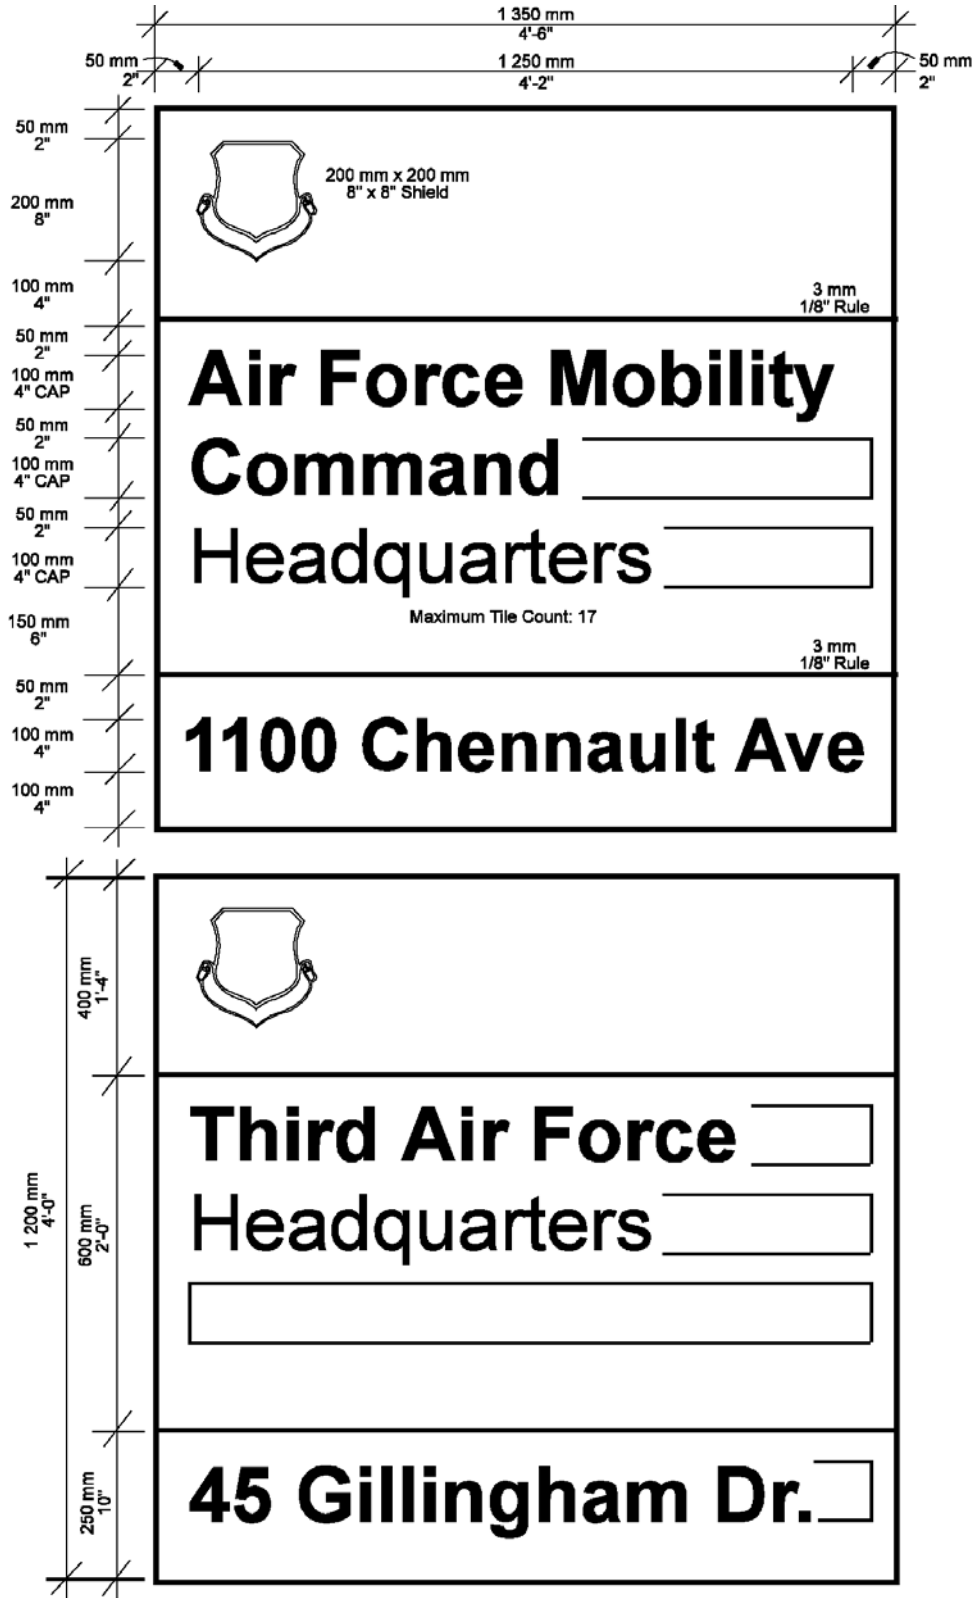 1 350 mm
4'-6"
50 mm
2"
1 250 mm
4'-2"
50 mm
2"
50 mm
2"
200 mm x 200 mm
8" x 8" Shield
200 mm
8"
100 mm
4"
3 mm
1/8" Rule
50 mm
2"
Air Force Mobility
100 mm
4" CAP
50 mm
2"
Command
100 mm
4" CAP
50 mm
2"
Headquarters
100 mm
4" CAP
Maximum Tile Count: 17
150 mm
6"
3 mm
1/8" Rule
50 mm
2"
1100 Chennault Ave
100 mm
4"
100 mm
4"
400 mm
1'-4"
Third Air Force
Headquarters
1 200 mm
4'-0"
600 mm
2'-0"
45 Gillingham Dr.
250 mm
10"